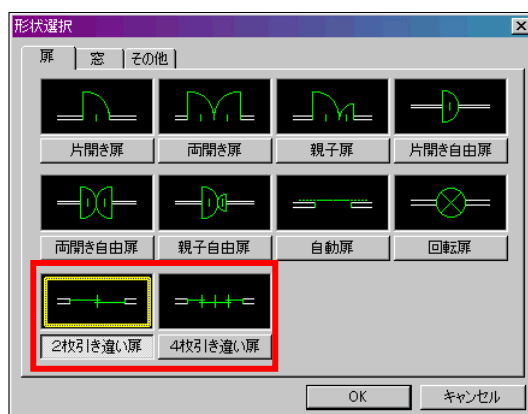 形状選択
扉 窓 その他
片開き扉 両開き扉 親子扉 片開き自由扉
両開き自由扉 親子自由扉 自動扉 回転扉
2枚引き違い扉 4枚引き違い扉
OK キャンセル